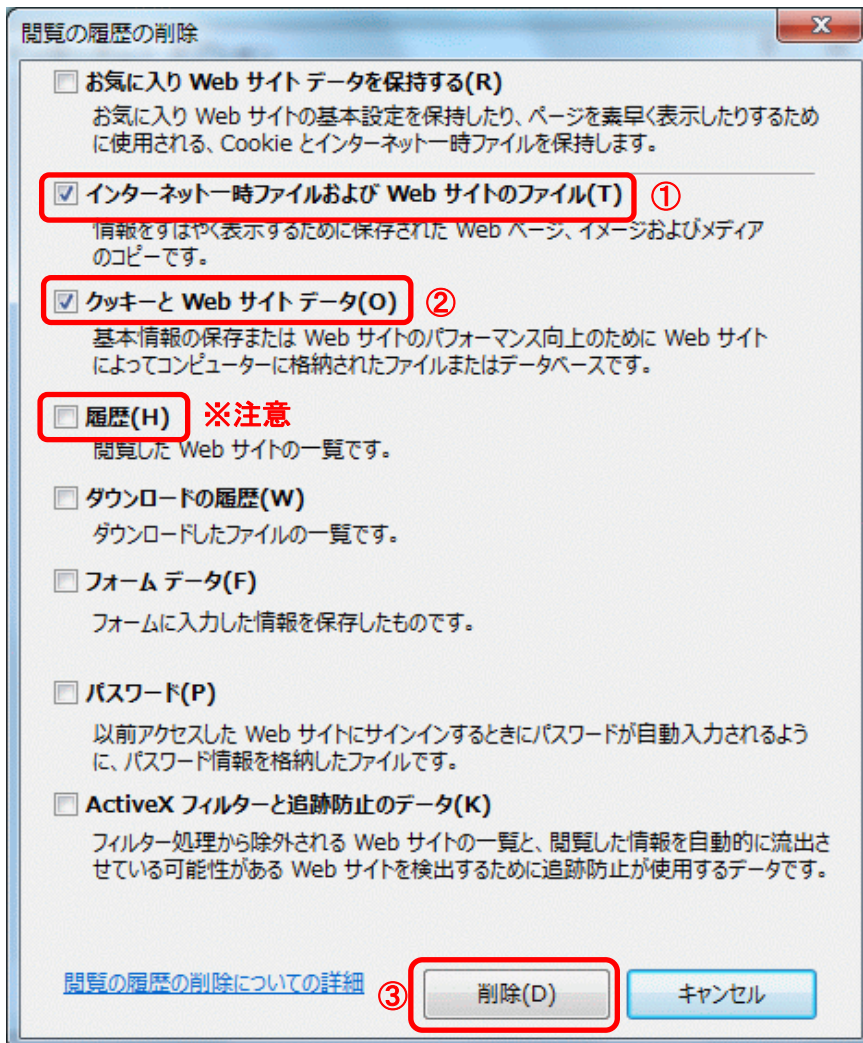 閲覧の履歴の削除
お気に入り Web サイト データを保持する(R)
お気に入り Web サイトの基本設定を保持したり、ページを素早く表示したりするため
に使用される、Cookie とインターネット一時ファイルを保持します。
インターネット一時ファイルおよび Web サイトのファイル(T) ①
情報をすばやく表示するために保存された Web ページ、イメージおよびメディア
のコピーです。
クッキーと Web サイト データ(O) ②
基本情報の保存または Web サイトのパフォーマンス向上のために Web サイト
によってコンピューターに格納されたファイルまたはデータベースです。
履歴(H) ※注意
閲覧した Web サイトの一覧です。
ダウンロードの履歴(W)
ダウンロードしたファイルの一覧です。
フォーム データ(F)
フォームに入力した情報を保存したものです。
パスワード(P)
以前アクセスした Web サイトにサインインするときにパスワードが自動入力されるよう
に、パスワード情報を格納したファイルです。
ActiveX フィルターと追跡防止のデータ(K)
フィルター処理から除外される Web サイトの一覧と、閲覧した情報を自動的に流出さ
せている可能性がある Web サイトを検出するために追跡防止が使用するデータです。
閲覧の履歴の削除についての詳細 ③ 削除(D) キャンセル